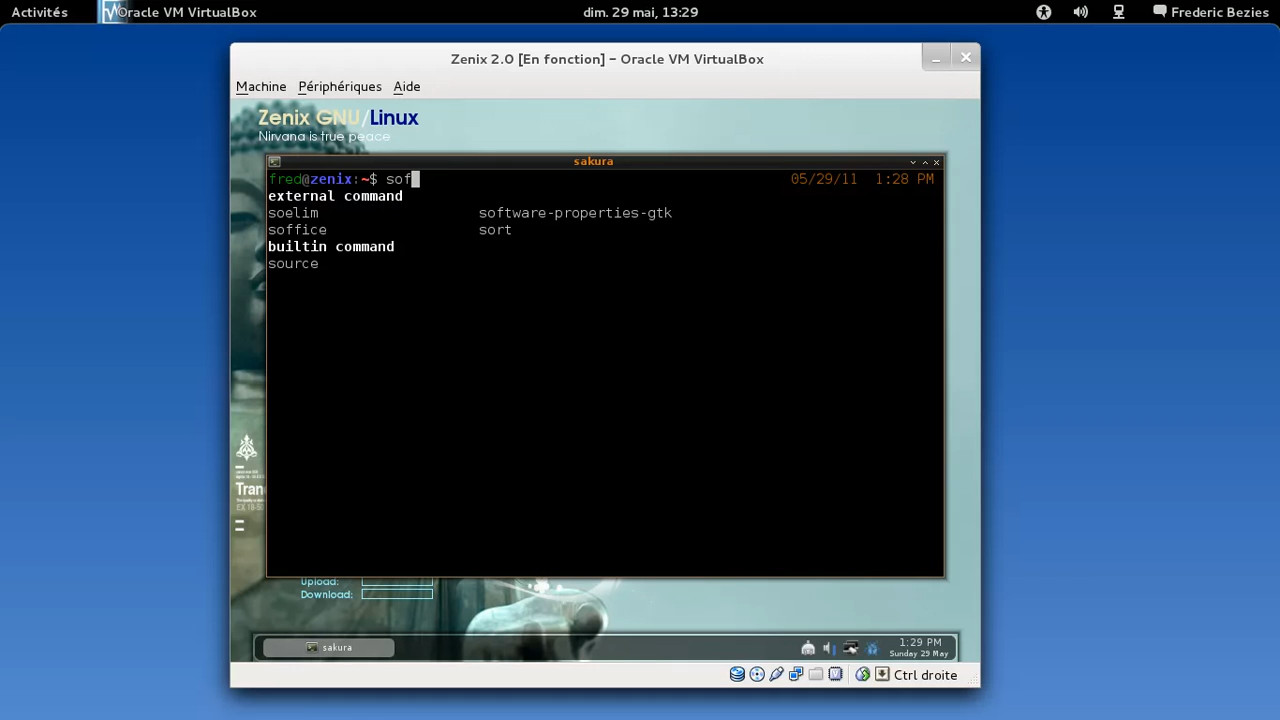 Activités Oracle VM VirtualBox dim. 29 mai, 13:29 Frederic Bezies
Zenix 2.0 [En fonction] – Oracle VM VirtualBox
Machine Périphériques Aide
Zenix GNU/Linux
Nirvana is true peace
sakura
fred@zenix:~$ sof 05/29/11 1:28 PM
external command
soelim software-properties-gtk
soffice sort
builtin command
source
Upload:
Download:
sakura 1:29 PM
Sunday 29 May
Ctrl droite